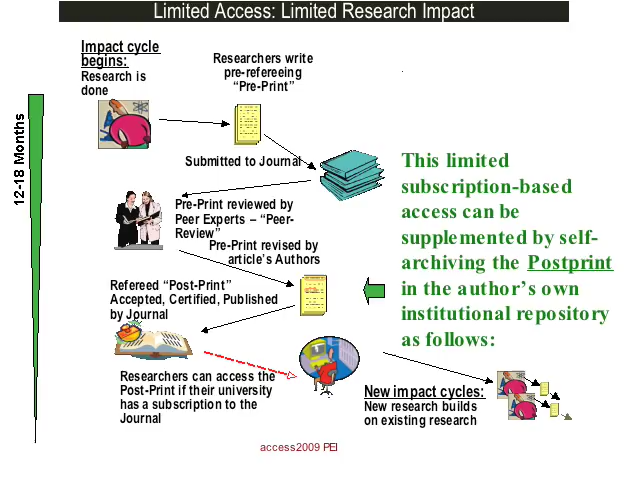 Limited Access: Limited Research Impact
Impact cycle
begins:
Research is
done
Researchers write
pre-refereeing
“Pre-Print”
12-18 Months
Submitted to Journal
Pre-Print reviewed by
Peer Experts – “Peer-
Review”
Pre-Print revised by
article’s Authors
Refereed “Post-Print”
Accepted, Certified, Published
by Journal
Researchers can access the
Post-Print if their university
has a subscription to the
Journal
This limited
subscription-based
access can be
supplemented by self-
archiving the Postprint
in the author’s own
institutional repository
as follows:
New impact cycles:
New research builds
on existing research
access2009 PEI